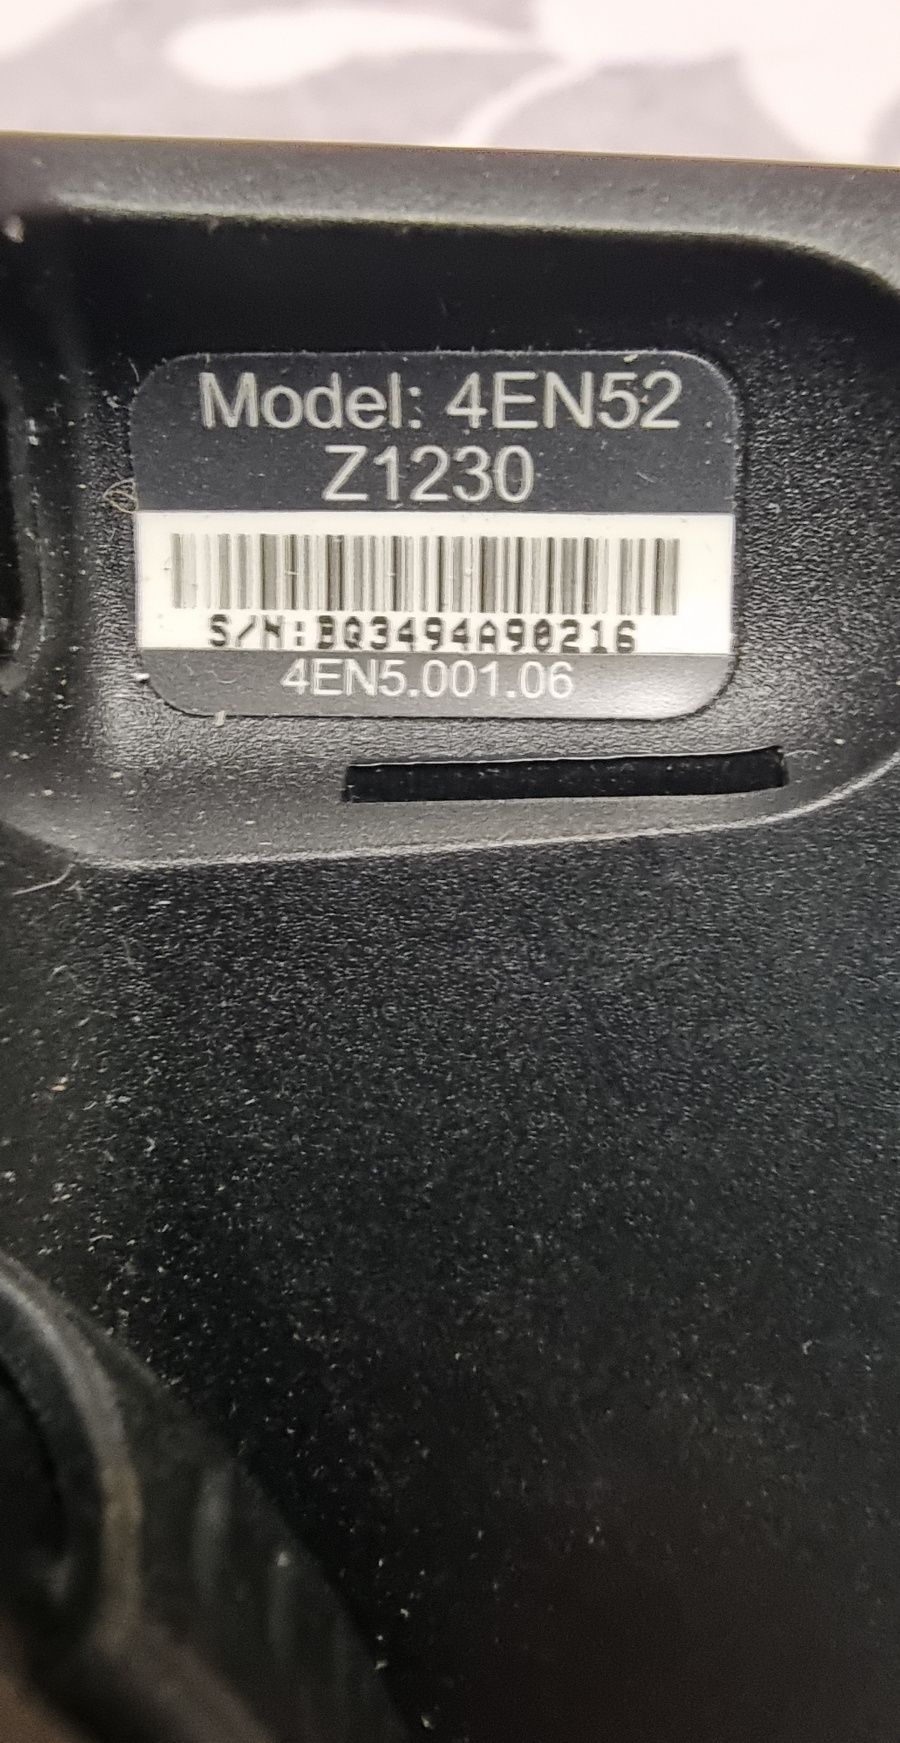 Model: 4EN52
Z1230
S/N:BQ3494A90216
4EN5.001.06